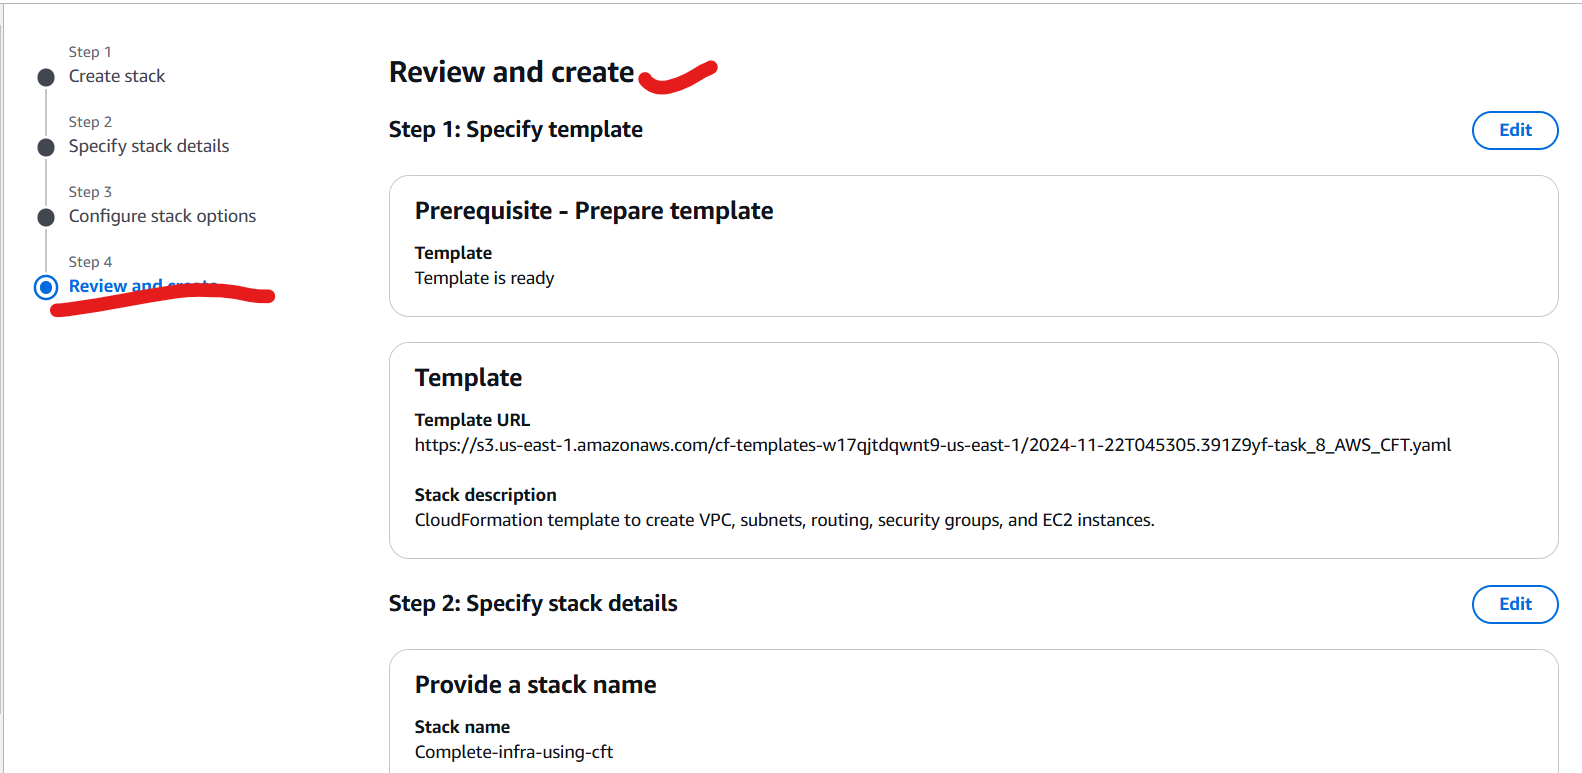 Step 1
Create stack
Step 2
Specify stack details
Step 3
Configure stack options
Step 4
Review and create
Review and create
Step 1: Specify template
Edit
Prerequisite - Prepare template
Template
Template is ready
Template
Template URL
https://s3.us-east-1.amazonaws.com/cf-templates-w17qjtdqwnt9-us-east-1/2024-11-22T045305.391Z9yf-task_8_AWS_CFT.yaml
Stack description
CloudFormation template to create VPC, subnets, routing, security groups, and EC2 instances.
Step 2: Specify stack details
Edit
Provide a stack name
Stack name
Complete-infra-using-cft